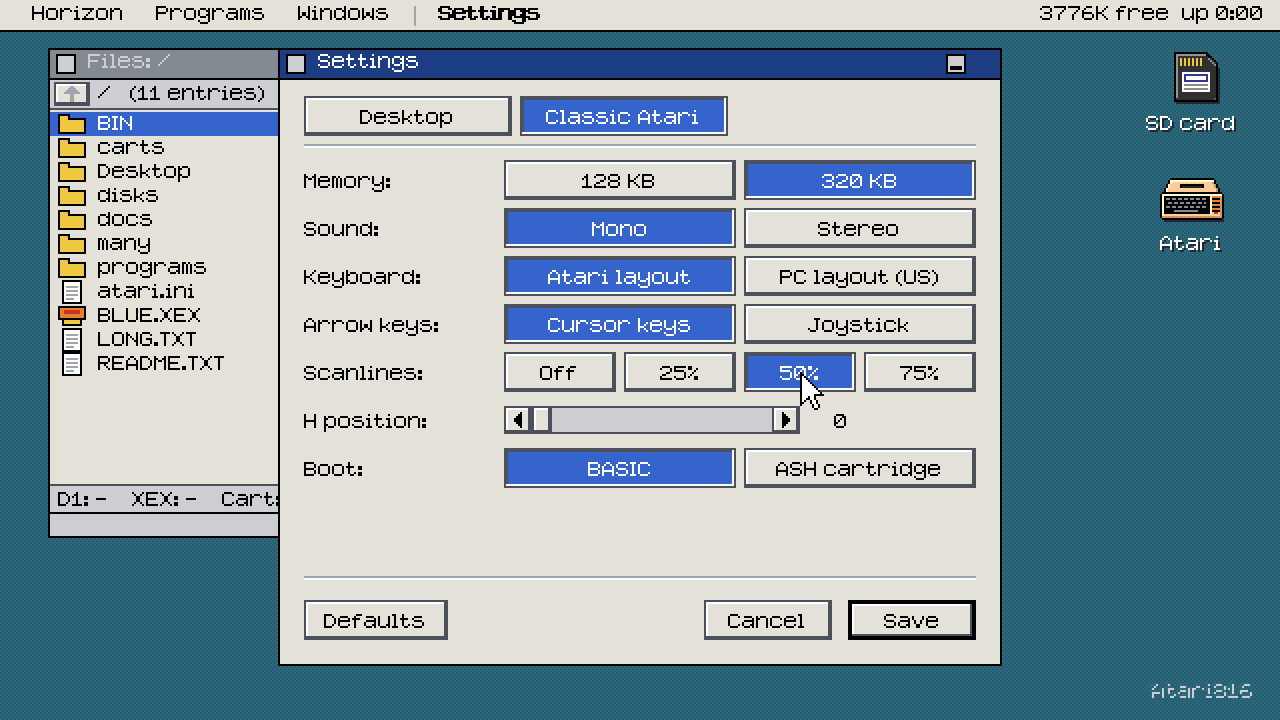 Horizon Programs Windows | Settings 3776K free up 0:00
Files: /
/ (11 entries)
BIN
carts
Desktop
disks
docs
many
programs
atari.ini
BLUE.XEX
LONG.TXT
README.TXT
D1: - XEX: - Cart:
Settings
Desktop Classic Atari
Memory: 128 KB 320 KB
Sound: Mono Stereo
Keyboard: Atari layout PC layout (US)
Arrow keys: Cursor keys Joystick
Scanlines: Off 25% 50% 75%
H position: 0
Boot: BASIC ASH cartridge
Defaults Cancel Save
SD card
Atari
Atari816